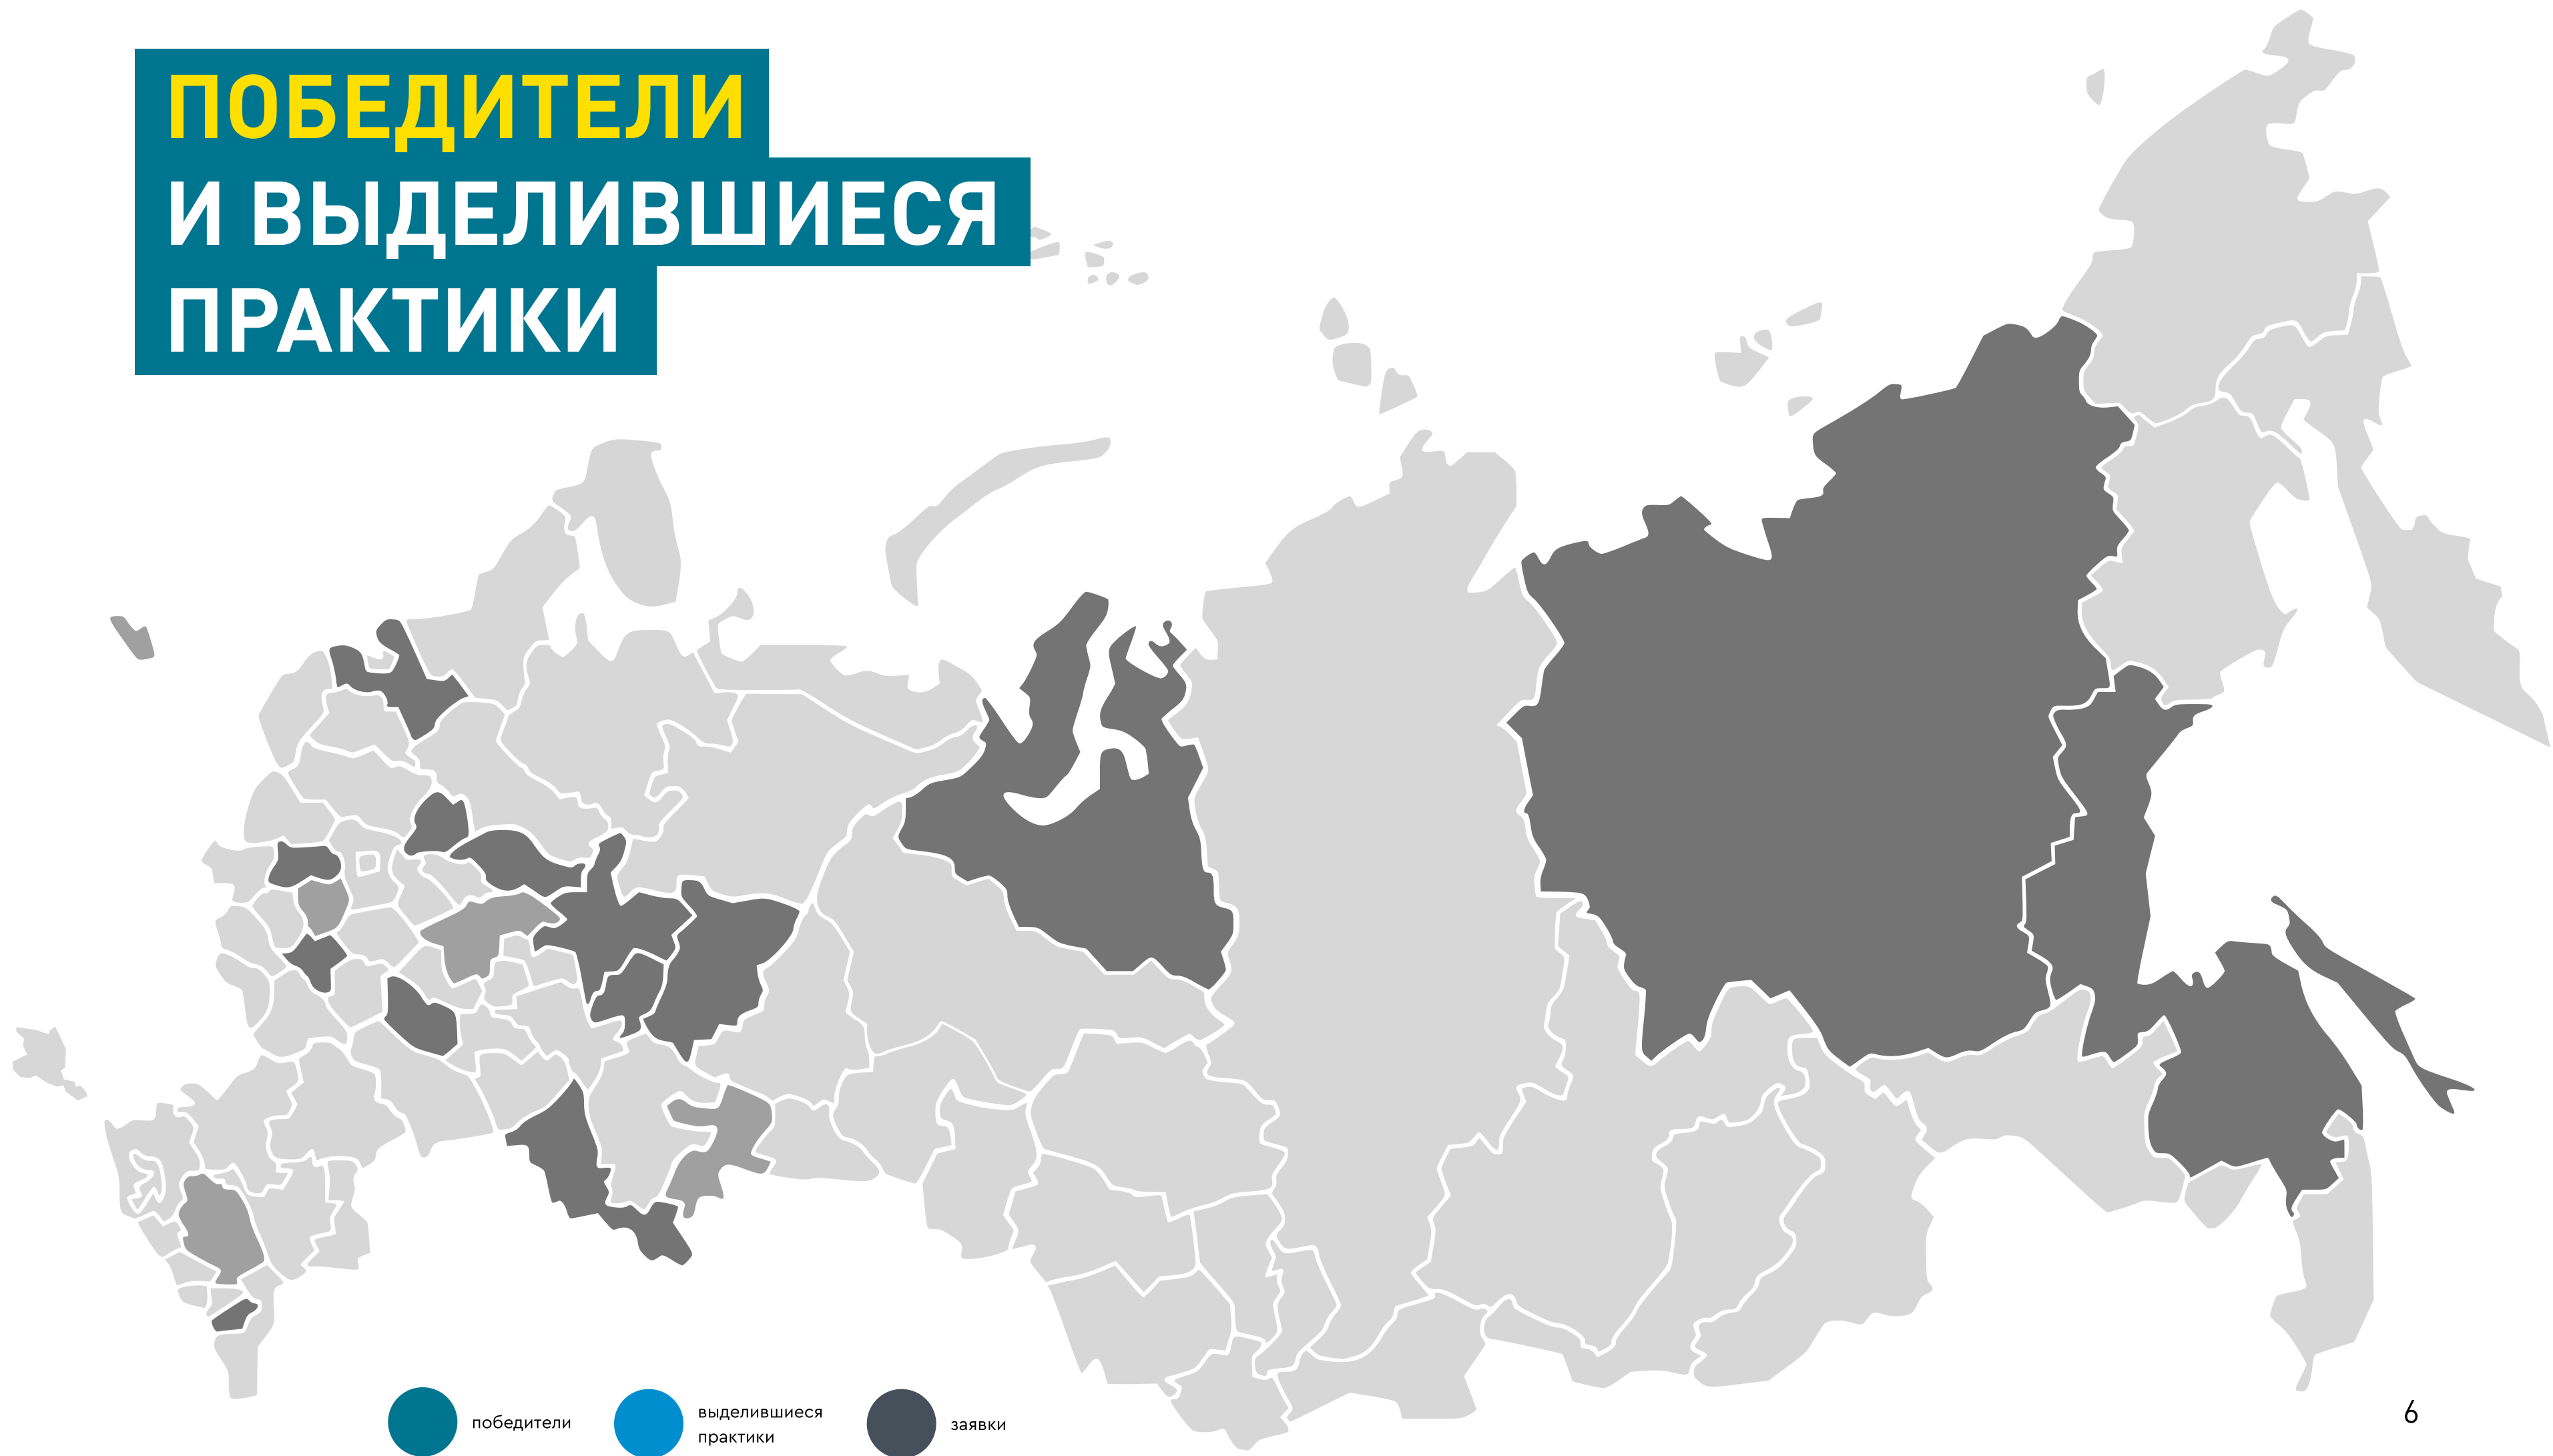 ПОБЕДИТЕЛИ
И ВЫДЕЛИВШИЕСЯ
ПРАКТИКИ
победители
выделившиеся
практики
заявки
6